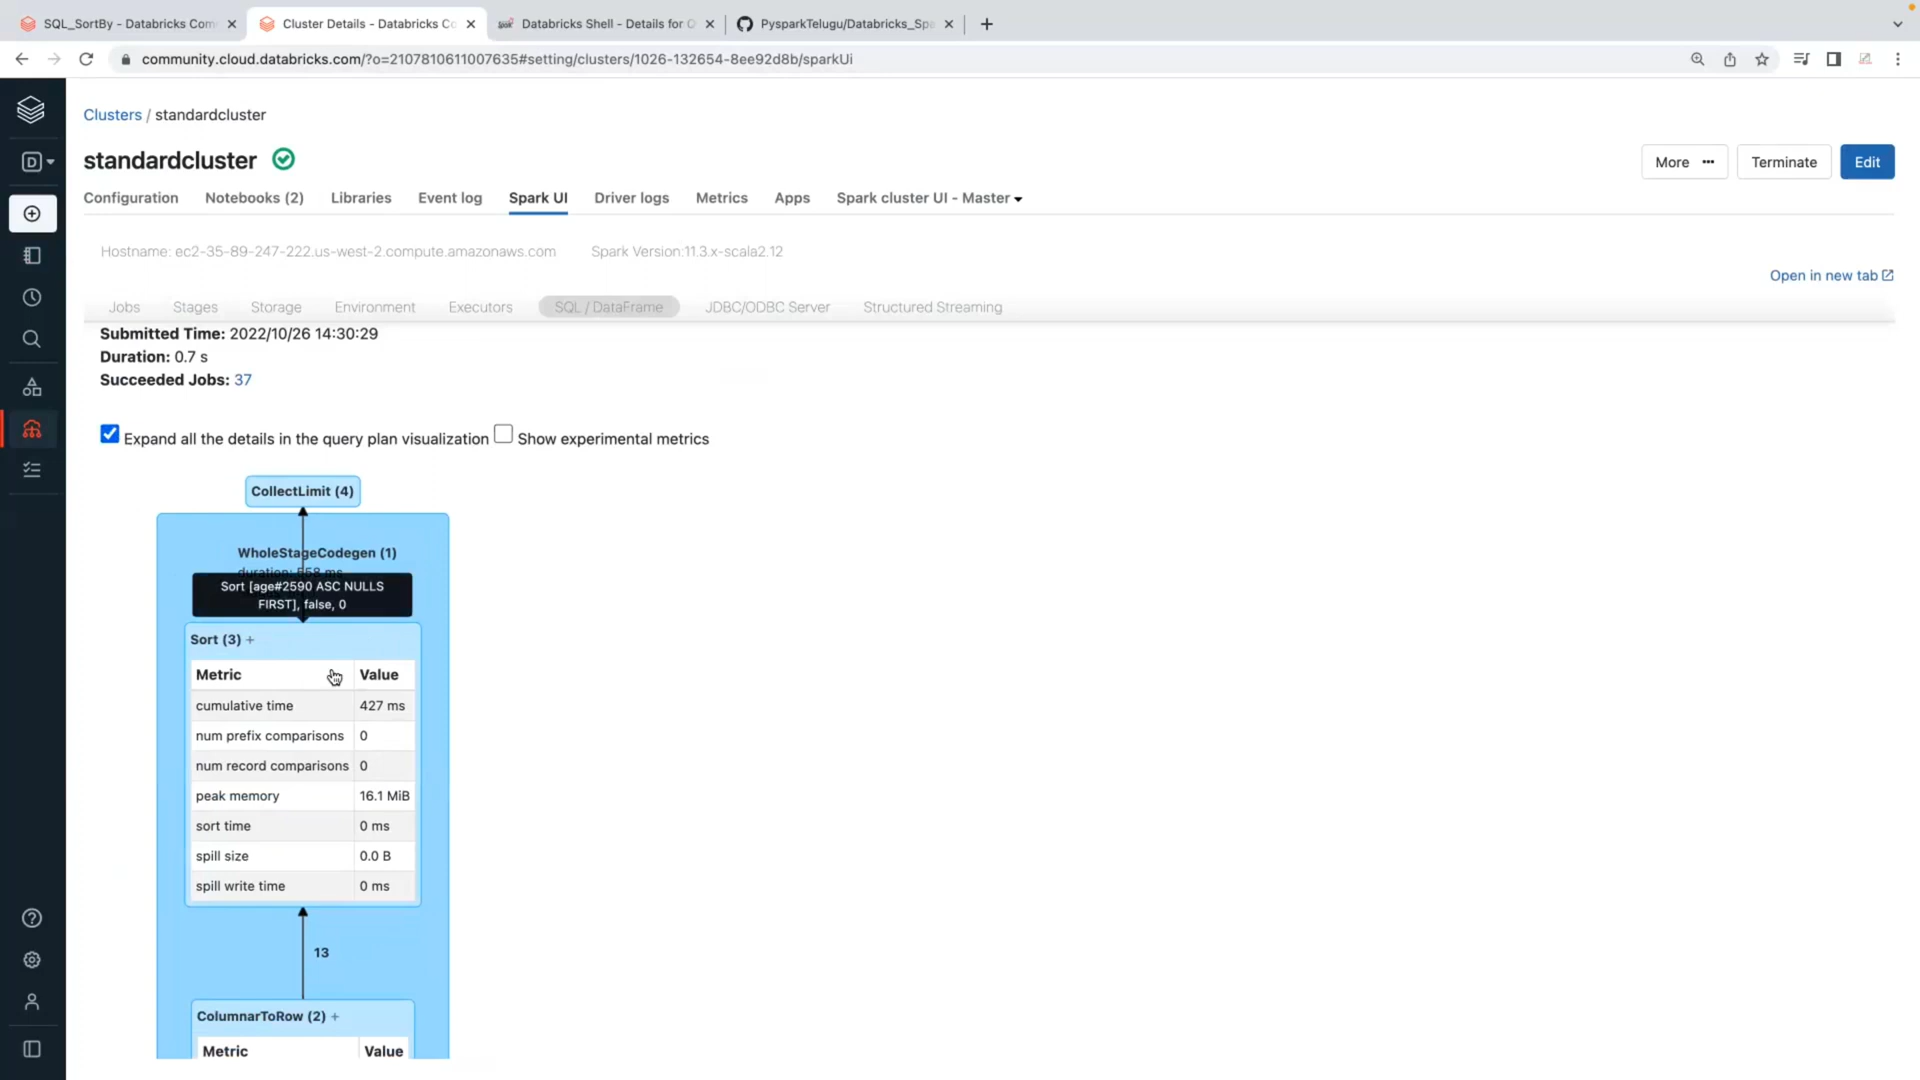 SQL_SortBy - Databricks Com
Cluster Details - Databricks Co
Databricks Shell - Details for Q
PysparkTelugu/Databricks_Spa
community.cloud.databricks.com/?o=2107810611007635#setting/clusters/1026-132654-8ee92d8b/sparkUi
Clusters / standardcluster
standardcluster
More
Terminate
Edit
Configuration
Notebooks (2)
Libraries
Event log
Spark UI
Driver logs
Metrics
Apps
Spark cluster UI - Master
Hostname: ec2-35-89-247-222.us-west-2.compute.amazonaws.com
Spark Version:11.3.x-scala2.12
Open in new tab
D
Jobs
Stages
Storage
Environment
Executors
SQL / DataFrame
JDBC/ODBC Server
Structured Streaming
Submitted Time: 2022/10/26 14:30:29
Duration: 0.7 s
Succeeded Jobs: 37
Expand all the details in the query plan visualization
Show experimental metrics
CollectLimit (4)
WholeStageCodegen (1)
Sort [age#2590 ASC NULLS
FIRST], false, 0
Sort (3) +
Metric Value
cumulative time 427 ms
num prefix comparisons 0
num record comparisons 0
peak memory 16.1 MiB
sort time 0 ms
spill size 0.0 B
spill write time 0 ms
13
ColumnarToRow (2) +
Metric Value